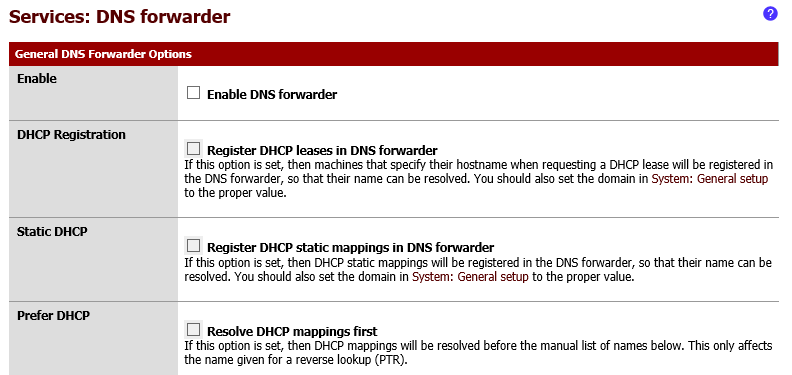 Services: DNS forwarder
?
General DNS Forwarder Options
Enable
Enable DNS forwarder
DHCP Registration
Register DHCP leases in DNS forwarder
If this option is set, then machines that specify their hostname when requesting a DHCP lease will be registered in
the DNS forwarder, so that their name can be resolved. You should also set the domain in System: General setup
to the proper value.
Static DHCP
Register DHCP static mappings in DNS forwarder
If this option is set, then DHCP static mappings will be registered in the DNS forwarder, so that their name can be
resolved. You should also set the domain in System: General setup to the proper value.
Prefer DHCP
Resolve DHCP mappings first
If this option is set, then DHCP mappings will be resolved before the manual list of names below. This only affects
the name given for a reverse lookup (PTR).